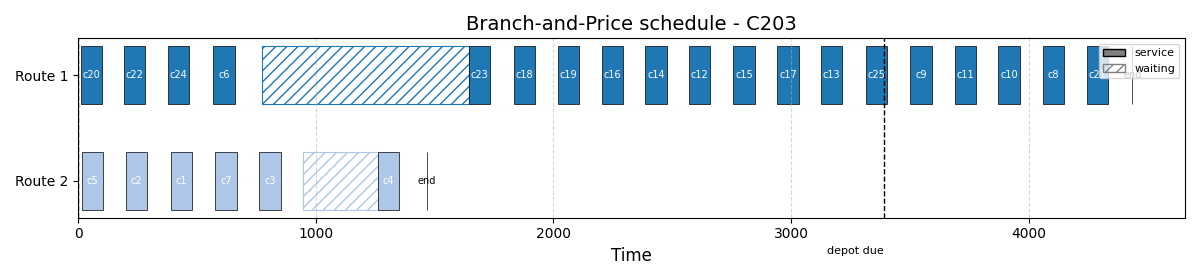 Branch-and-Price schedule - C203
Route 1
c20 c22 c24 c6 c23 c18 c19 c16 c14 c12 c15 c17 c13 c25 c9 c11 c10 c8
service
waiting
Route 2
c5 c2 c1 c7 c3 c4 end
0 1000 2000 3000 4000
depot due
Time